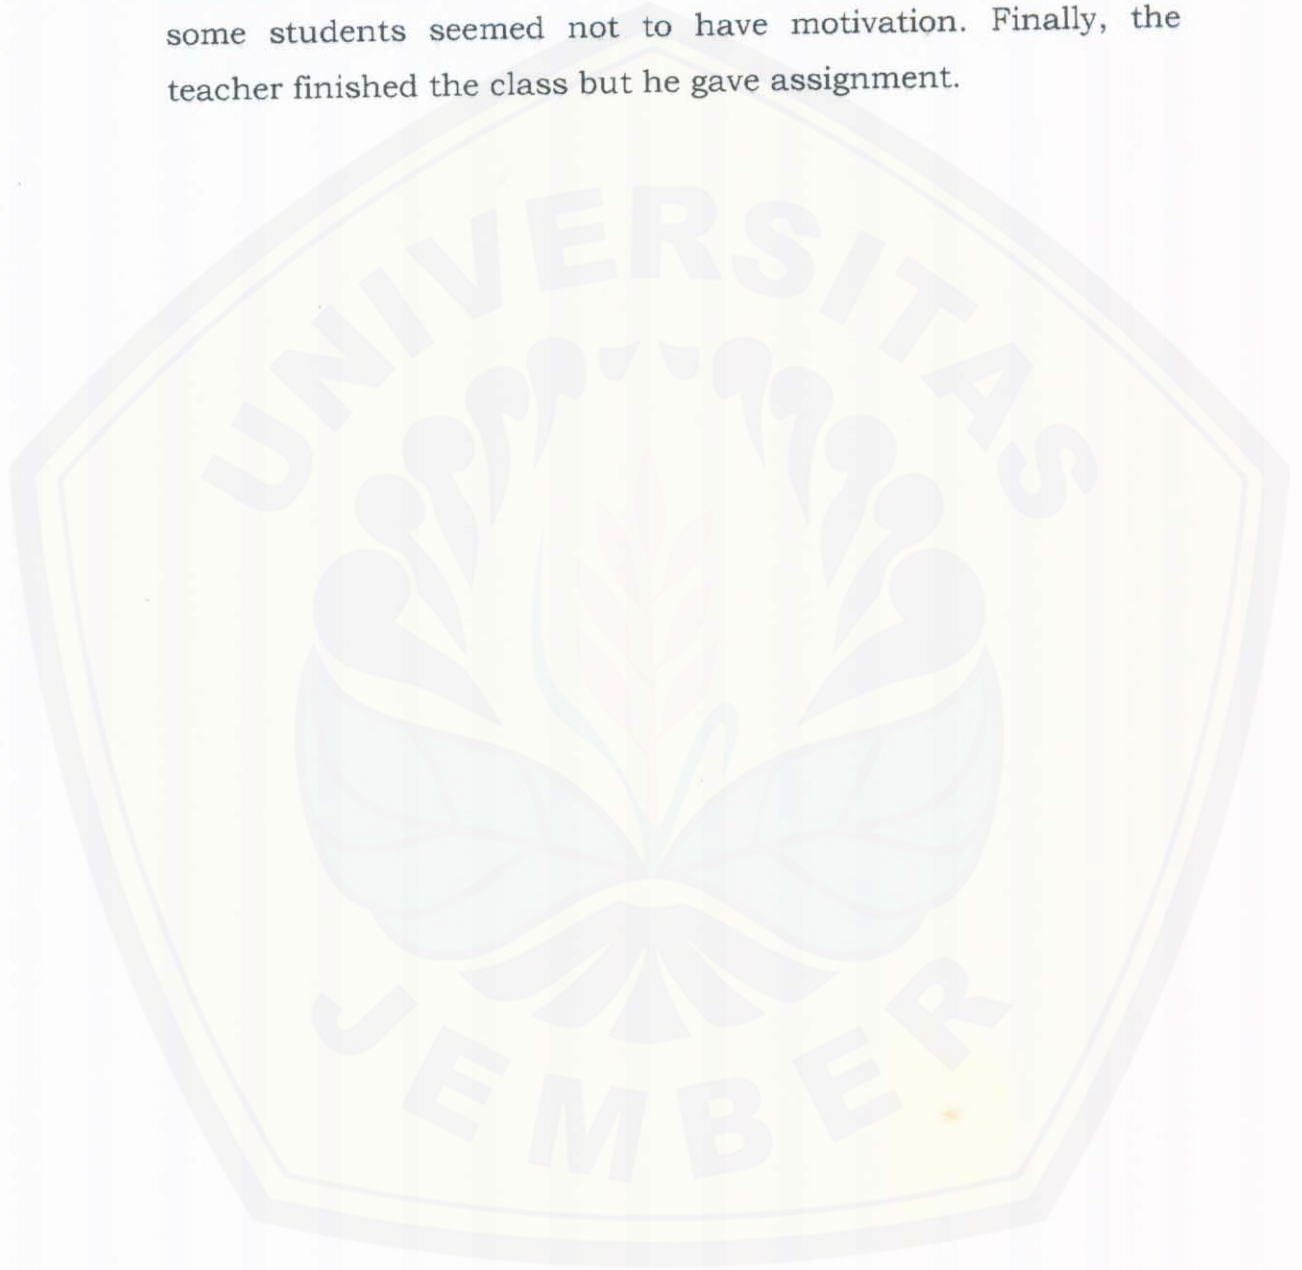 some students seemed not to have motivation. Finally, the
teacher finished the class but he gave assignment.
UNIVERSITAS
JEMBER